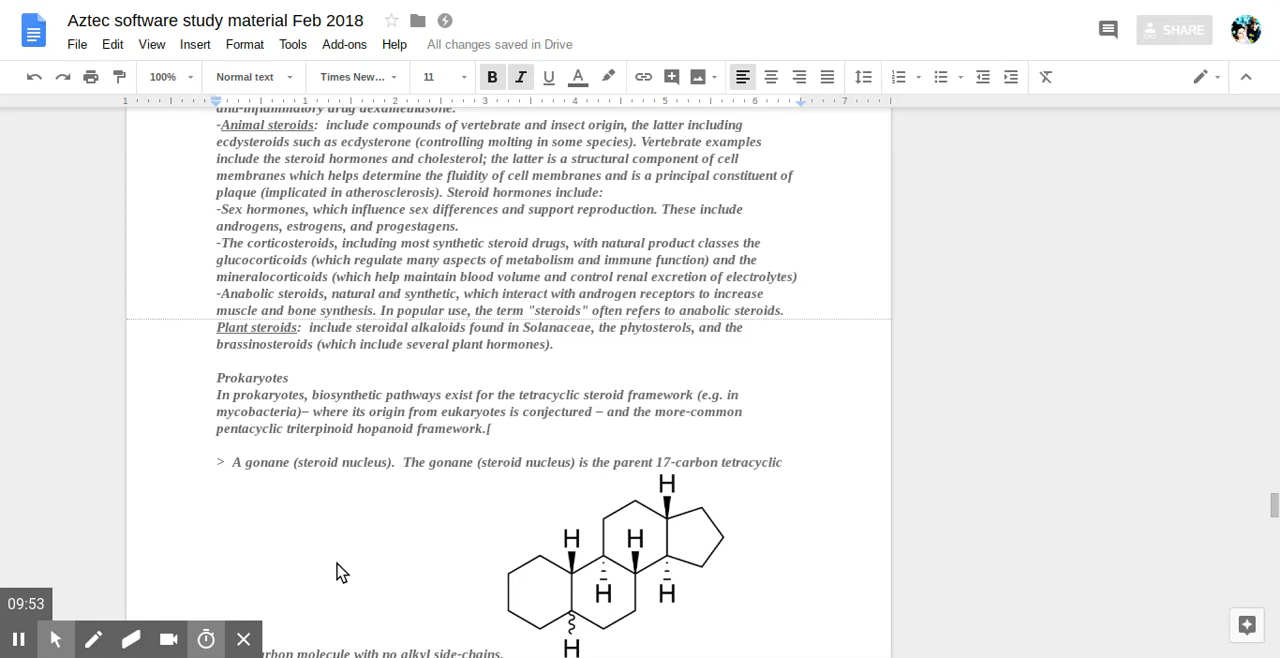 Aztec software study material Feb 2018
SHARE
File Edit View Insert Format Tools Add-ons Help All changes saved in Drive
100% Normal text Times New... 11 B I U A
1 1 2 3 4 5 6 7
anti-inflammatory drug dexamethasone.
-Animal steroids: include compounds of vertebrate and insect origin, the latter including
ecdysteroids such as ecdysterone (controlling molting in some species). Vertebrate examples
include the steroid hormones and cholesterol; the latter is a structural component of cell
membranes which helps determine the fluidity of cell membranes and is a principal constituent of
plaque (implicated in atherosclerosis). Steroid hormones include:
-Sex hormones, which influence sex differences and support reproduction. These include
androgens, estrogens, and progestagens.
-The corticosteroids, including most synthetic steroid drugs, with natural product classes the
glucocorticoids (which regulate many aspects of metabolism and immune function) and the
mineralocorticoids (which help maintain blood volume and control renal excretion of electrolytes)
-Anabolic steroids, natural and synthetic, which interact with androgen receptors to increase
muscle and bone synthesis. In popular use, the term "steroids" often refers to anabolic steroids.
Plant steroids: include steroidal alkaloids found in Solanaceae, the phytosterols, and the
brassinosteroids (which include several plant hormones).
Prokaryotes
In prokaryotes, biosynthetic pathways exist for the tetracyclic steroid framework (e.g. in
mycobacteria)– where its origin from eukaryotes is conjectured – and the more-common
pentacyclic triterpinoid hopanoid framework.[
> A gonane (steroid nucleus). The gonane (steroid nucleus) is the parent 17-carbon tetracyclic
H
H H
H H
H
09:53
carbon molecule with no alkyl side-chains.